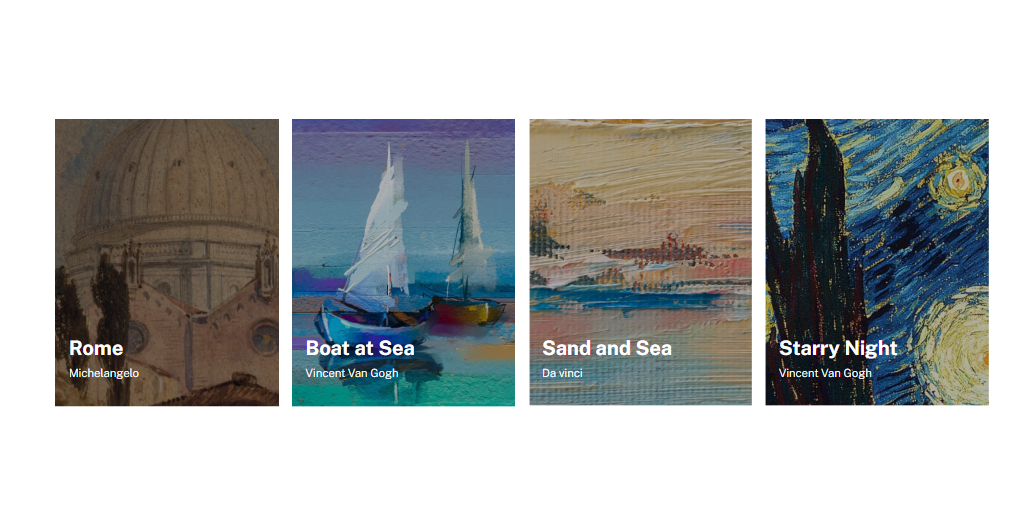 Rome
Michelangelo
Boat at Sea
Vincent Van Gogh
Sand and Sea
Da vinci
Starry Night
Vincent Van Gogh